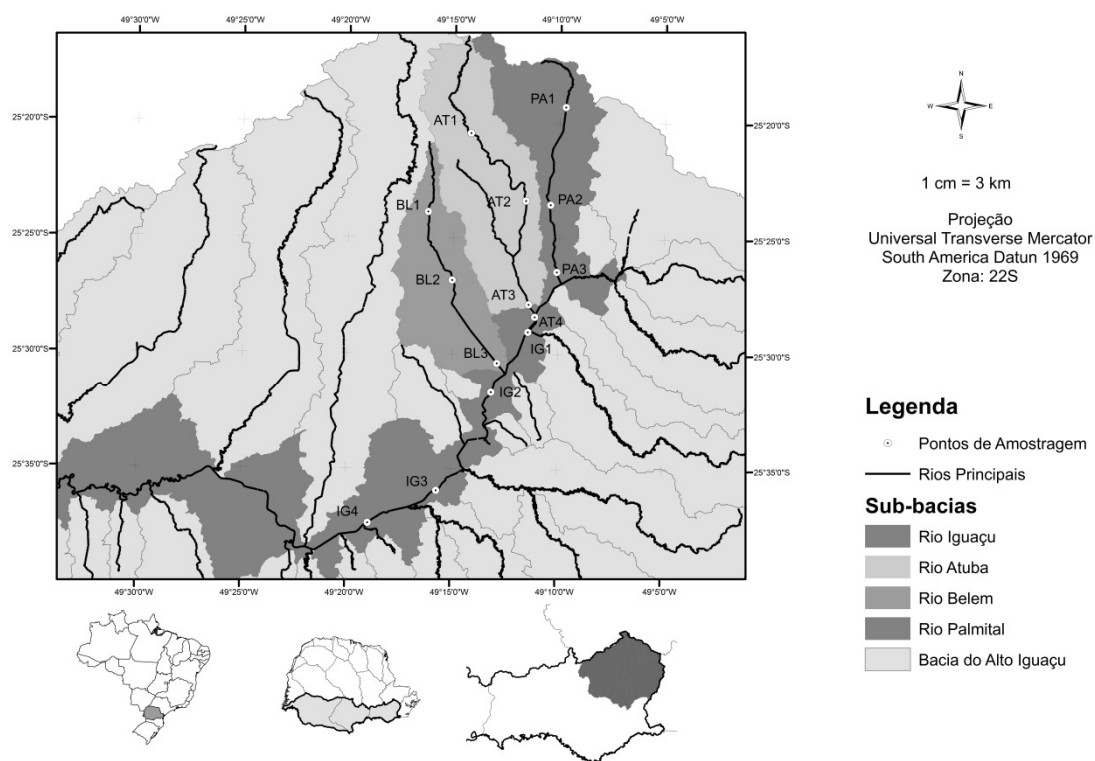 49°30'0"W 49°25'0"W 49°20'0"W 49°15'0"W 49°10'0"W 49°5'0"W
25°20'0"S
25°25'0"S
25°30'0"S
25°35'0"S
PA1
AT1
AT2
PA2
BL1
PA3
BL2
AT3
AT4
IG1
BL3
IG2
IG3
IG4
25°20'0"S
25°25'0"S
25°30'0"S
25°35'0"S
49°30'0"W 49°25'0"W 49°20'0"W 49°15'0"W 49°10'0"W 49°5'0"W
N
W E
S
1 cm = 3 km
Projeção
Universal Transverse Mercator
South America Datun 1969
Zona: 22S
Legenda
Pontos de Amostragem
Rios Principais
Sub-bacias
Rio Iguaçu
Rio Atuba
Rio Belem
Rio Palmital
Bacia do Alto Iguaçu